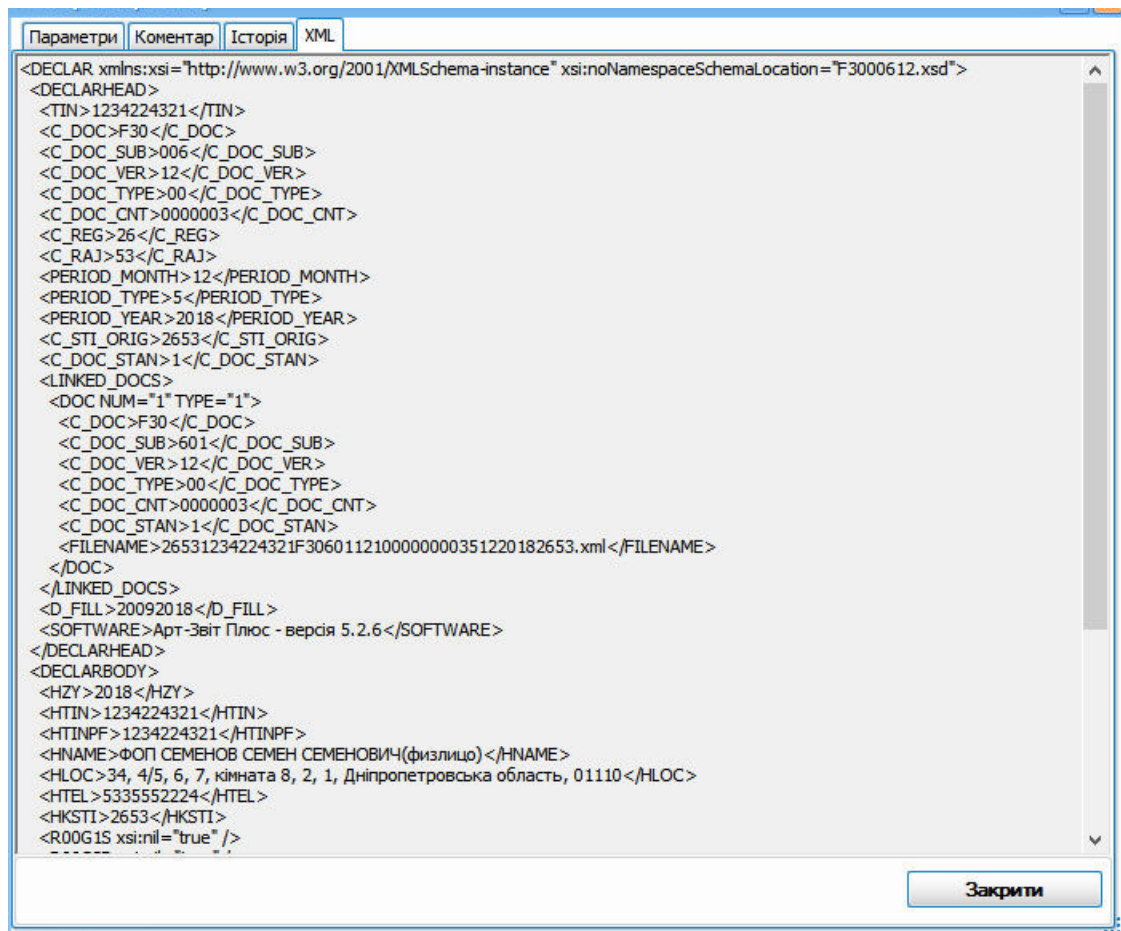 Параметри Коментар Історія XML
<DECLAR xmlns:xsi="http://www.w3.org/2001/XMLSchema-instance" xsi:noNamespaceSchemaLocation="F3000612.xsd">
<DECLARHEAD>
<TIN>1234224321</TIN>
<C_DOC>F30</C_DOC>
<C_DOC_SUB>006</C_DOC_SUB>
<C_DOC_VER>12</C_DOC_VER>
<C_DOC_TYPE>00</C_DOC_TYPE>
<C_DOC_CNT>0000003</C_DOC_CNT>
<C_REG>26</C_REG>
<C_RAJ>53</C_RAJ>
<PERIOD_MONTH>12</PERIOD_MONTH>
<PERIOD_TYPE>5</PERIOD_TYPE>
<PERIOD_YEAR>2018</PERIOD_YEAR>
<C_STI_ORIG>2653</C_STI_ORIG>
<C_DOC_STAN>1</C_DOC_STAN>
<LINKED_DOCS>
<DOC NUM="1" TYPE="1">
<C_DOC>F30</C_DOC>
<C_DOC_SUB>601</C_DOC_SUB>
<C_DOC_VER>12</C_DOC_VER>
<C_DOC_TYPE>00</C_DOC_TYPE>
<C_DOC_CNT>0000003</C_DOC_CNT>
<C_DOC_STAN>1</C_DOC_STAN>
<FILENAME>26531234224321F3060112100000000351220182653.xml</FILENAME>
</DOC>
</LINKED_DOCS>
<D_FILL>20092018</D_FILL>
<SOFTWARE>Арт-Звіт Плюс - версія 5.2.6</SOFTWARE>
</DECLARHEAD>
<DECLARBODY>
<HZY>2018</HZY>
<HTIN>1234224321</HTIN>
<HTINPF>1234224321</HTINPF>
<HNAME>ФОП СЕМЕНОВ СЕМЕН СЕМЕНОВИЧ(физлицо)</HNAME>
<HLOC>34, 4/5, 6, 7, кімната 8, 2, 1, Дніпропетровська область, 01110</HLOC>
<HTEL>5335552224</HTEL>
<HKSTI>2653</HKSTI>
<R00G1S xsi:nil="true" />
Закрити